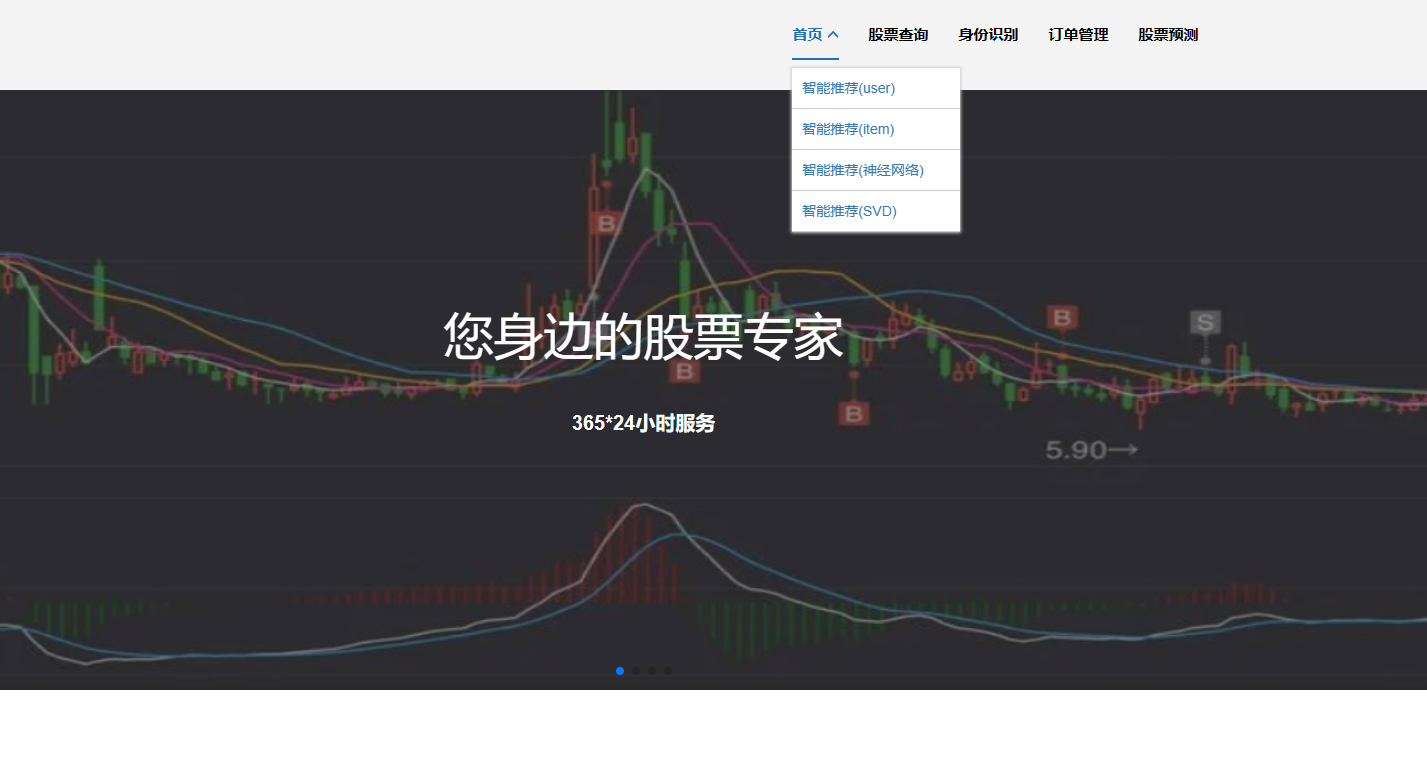 首页 股票查询 身份识别 订单管理 股票预测
智能推荐(user)
智能推荐(item)
智能推荐(神经网络)
智能推荐(SVD)
B
B
S
您身边的股票专家
B
B
365*24小时服务
5.90→